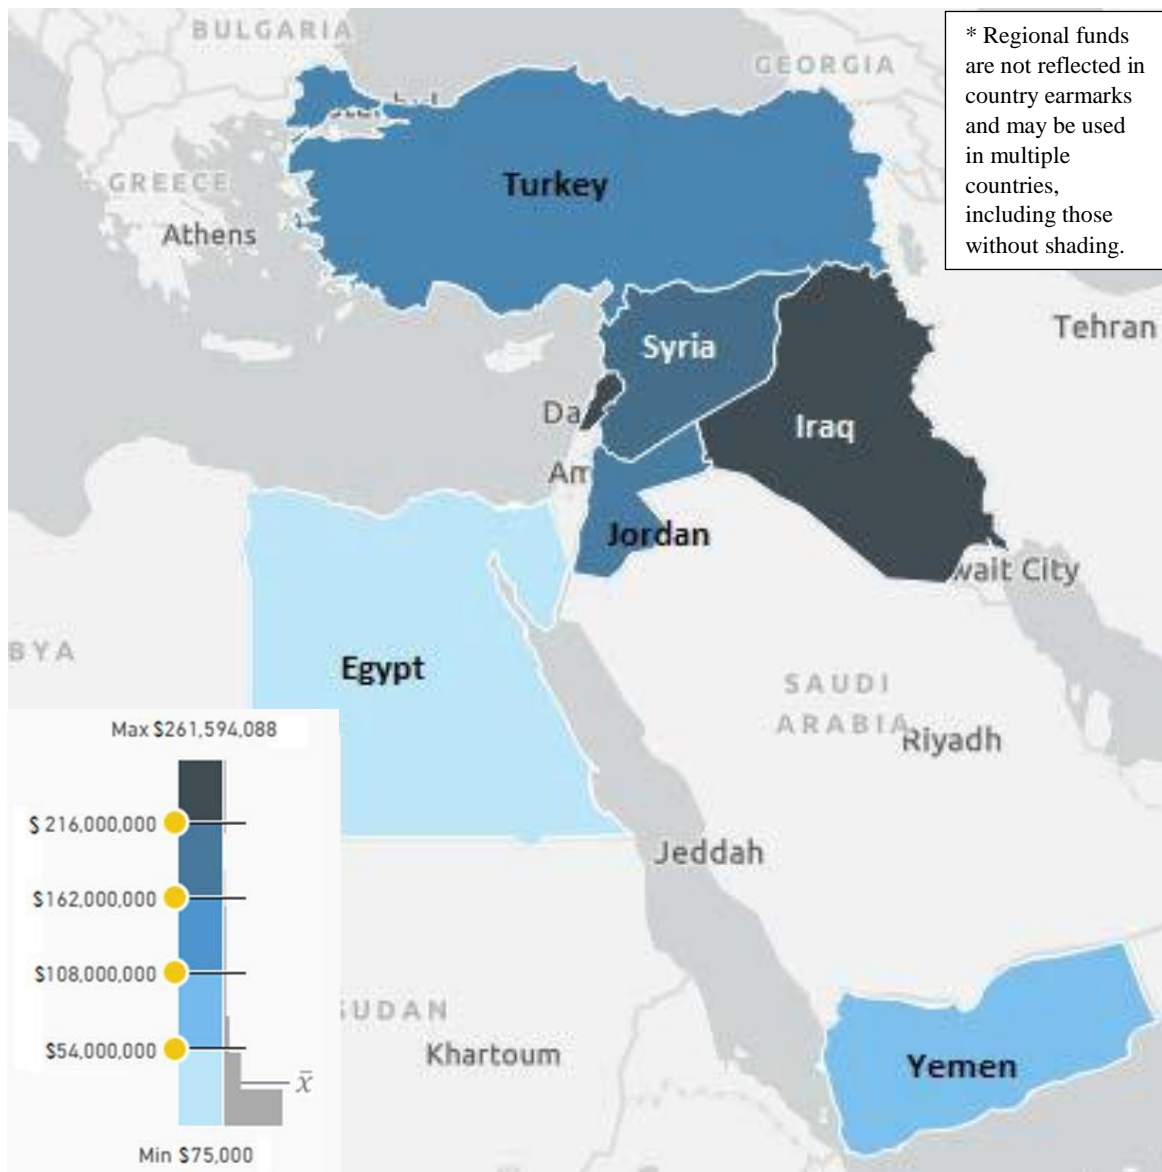 BULGARIA
GEORGIA
* Regional funds
are not reflected in
country earmarks
and may be used
in multiple
countries,
including those
without shading.
GREECE
Turkey
Athens
Tehran
Syria
Da
Iraq
Am
Jordan
wait City
BYA
Egypt
SAUDI
ARABIA
Riyadh
Max $261,594,088
$ 216,000,000
Jeddah
$162,000,000
$108,000,000
SUDAN
$54,000,000
Khartoum
Yemen
x̄
Min $75,000